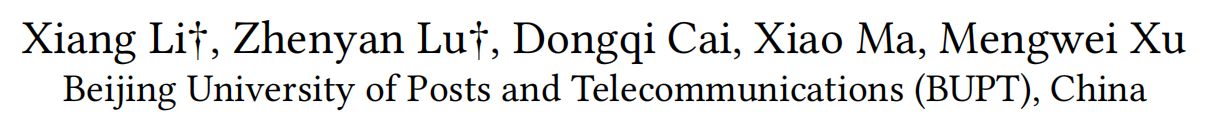 Xiang Li†, Zhenyan Lu†, Dongqi Cai, Xiao Ma, Mengwei Xu
Beijing University of Posts and Telecommunications (BUPT), China